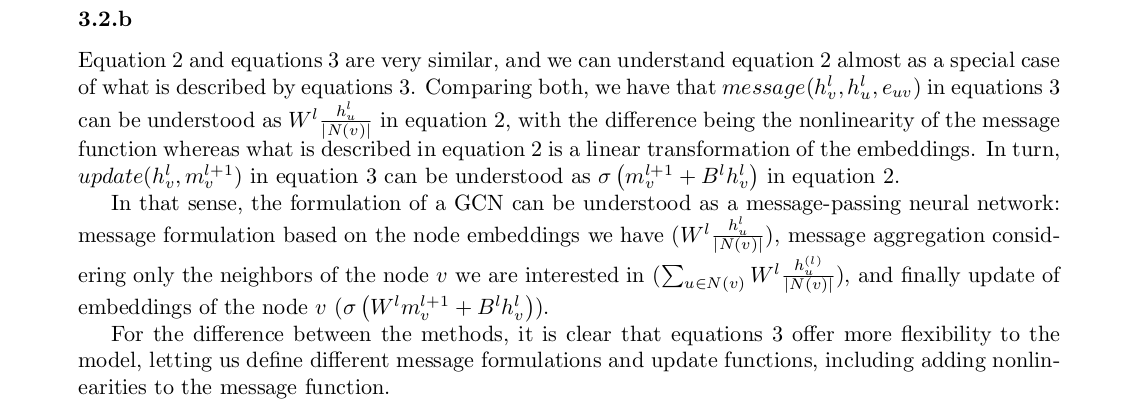 3.2.b
Equation 2 and equations 3 are very similar, and we can understand equation 2 almost as a special case
of what is described by equations 3. Comparing both, we have that $message(h_v^l, h_u^l, e_{uv})$ in equations 3
can be understood as $W^l \frac{h_u^l}{|N(v)|}$ in equation 2, with the difference being the nonlinearity of the message
function whereas what is described in equation 2 is a linear transformation of the embeddings. In turn,
$update(h_v^l, m_v^{l+1})$ in equation 3 can be understood as $\sigma \left( m_v^{l+1} + B^l h_v^l \right)$ in equation 2.
In that sense, the formulation of a GCN can be understood as a message-passing neural network:
message formulation based on the node embeddings we have ($W^l \frac{h_u^l}{|N(v)|}$), message aggregation consid-
ering only the neighbors of the node $v$ we are interested in ($\sum_{u \in N(v)} W^l \frac{h_u^{(l)}}{|N(v)|}$), and finally update of
embeddings of the node $v$ ($\sigma \left( W^l m_v^{l+1} + B^l h_v^l \right)$).
For the difference between the methods, it is clear that equations 3 offer more flexibility to the
model, letting us define different message formulations and update functions, including adding nonlin-
earities to the message function.